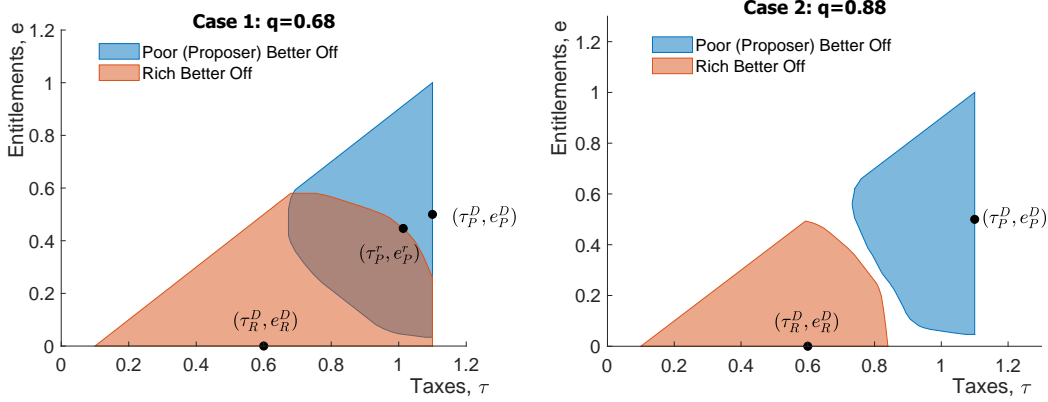 Case 1: q=0.68
Entitlements, e
1.2
1
0.8
0.6
0.4
0.2
0
Poor (Proposer) Better Off
Rich Better Off
(τ_P^D, e_P^D)
(τ_P^r, e_P^r)
(τ_R^D, e_R^D)
0 0.2 0.4 0.6 0.8 1 1.2
Taxes, τ
Case 2: q=0.88
Entitlements, e
1.2
1
0.8
0.6
0.4
0.2
0
Poor (Proposer) Better Off
Rich Better Off
(τ_P^D, e_P^D)
(τ_R^D, e_R^D)
0 0.2 0.4 0.6 0.8 1 1.2
Taxes, τ